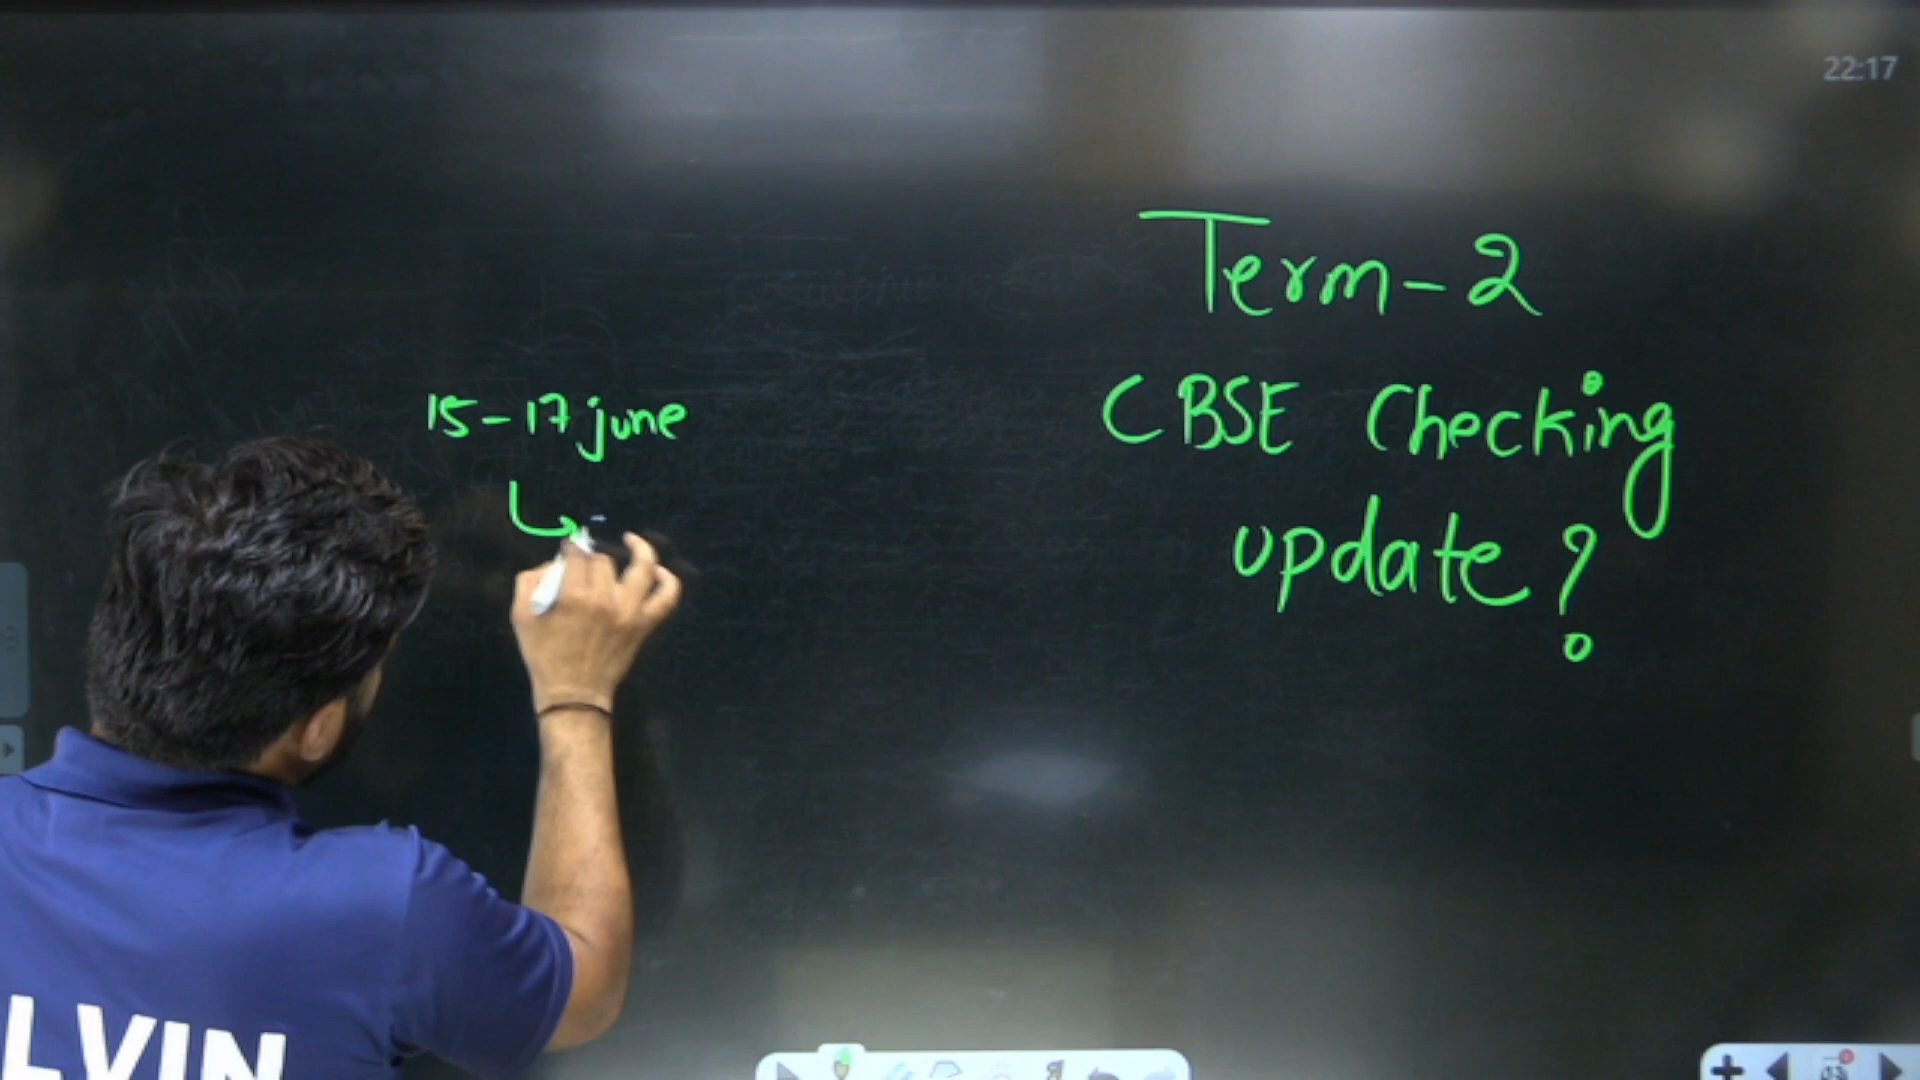 22:17
Term-2
CBSE Checking
update?
15-17 june
LVIN